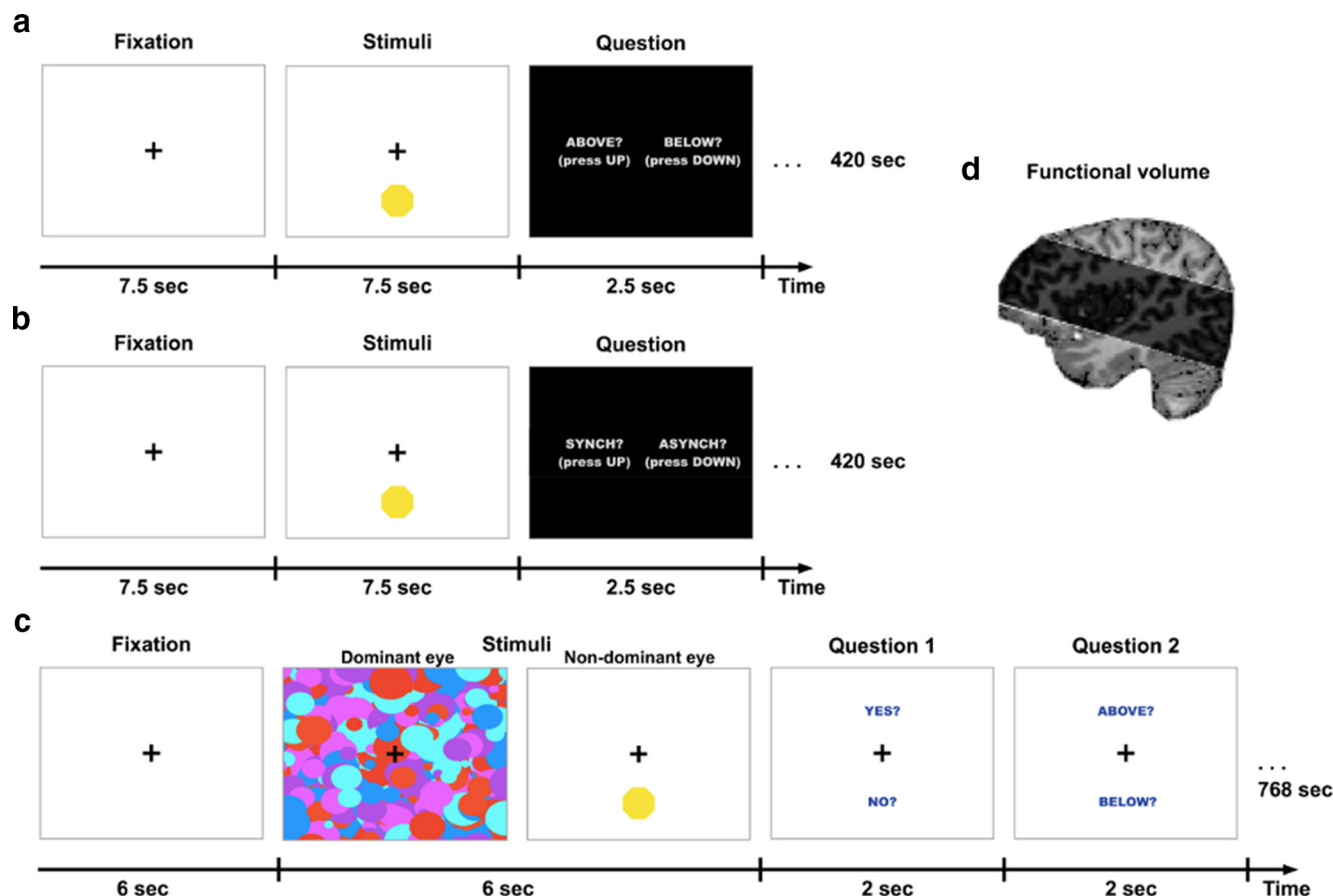 a
Fixation Stimuli Question
+ +
ABOVE? BELOW?
(press UP) (press DOWN)
... 420 sec
7.5 sec 7.5 sec 2.5 sec Time
b
Fixation Stimuli Question
+ +
SYNCH? ASYNCH?
(press UP) (press DOWN)
... 420 sec
7.5 sec 7.5 sec 2.5 sec Time
c
Fixation Stimuli Question 1 Question 2
Dominant eye Non-dominant eye
YES? ABOVE?
+ + + + +
NO? BELOW?
...
768 sec
6 sec 6 sec 2 sec 2 sec Time
d
Functional volume